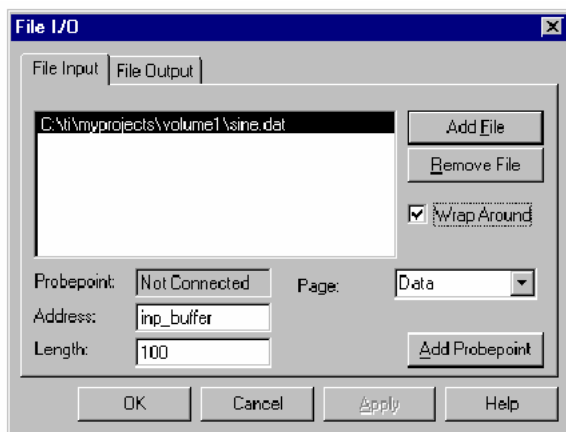 File I/O
File Input File Output
C:\ti\myprojects\volume1\sine.dat
Add File
Remove File
Wrap Around
Probepoint: Not Connected Page: Data
Address: inp_buffer
Length: 100 Add Probepoint
OK Cancel Apply Help